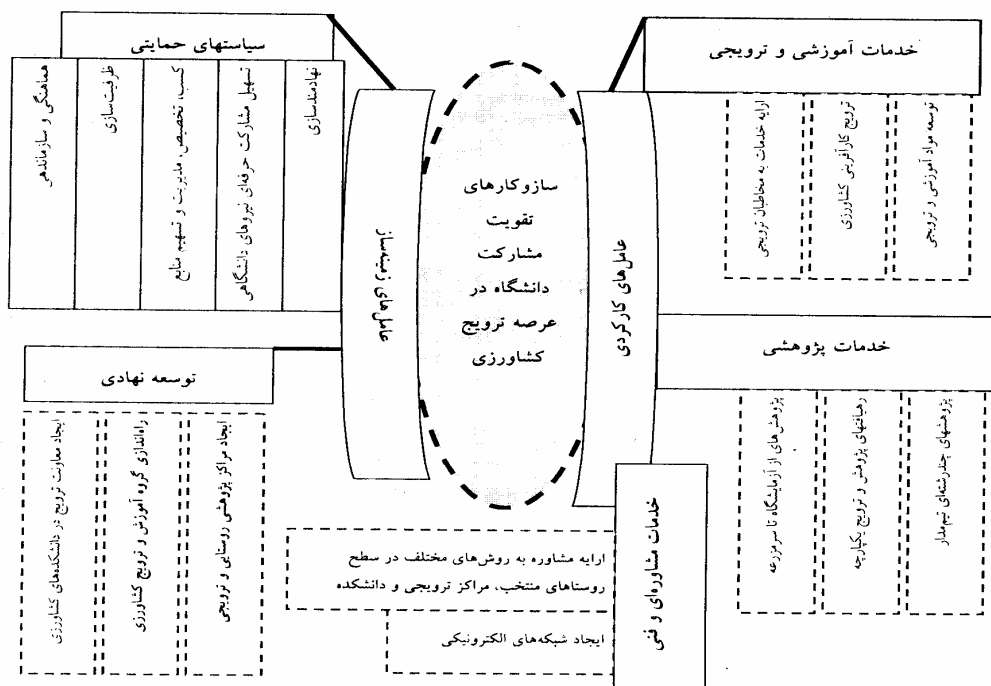 خدمات آموزشی و ترویجی
توسعه مواد آموزشی و ترویجی
ترویج کارآفرینی کشاورزی
ارایه خدمات به مخاطبان ترویجی
خدمات پژوهشی
پژوهشهای چندرشته‌ای تیم‌مدار
رهیافتهای پژوهش و ترویج یکپارچه
پژوهش‌های از آزمایشگاه تا سرمزرعه
عامل‌های کارکردی
خدمات مشاوره‌ای و فنی
ارایه مشاوره به روش‌های مختلف در سطح
روستاهای منتخب، مراکز ترویجی و دانشکده
ایجاد شبکه‌های الکترونیکی
سازوکارهای
تقویت
مشارکت
دانشگاه در
عرصه ترویج
کشاورزی
عامل‌های زمینه‌ساز
سیاستهای حمایتی
نهادمندسازی
تسهیل مشارکت حرفه‌ای نیروهای دانشگاهی
کسب، تخصیص، مدیریت و تسهیم منابع
ظرفیت‌سازی
هماهنگی و سازماندهی
توسعه نهادی
ایجاد مراکز پژوهشی روستایی و ترویجی
راه‌اندازی گروه آموزش و ترویج کشاورزی
ایجاد معاونت ترویج در دانشکده‌های کشاورزی